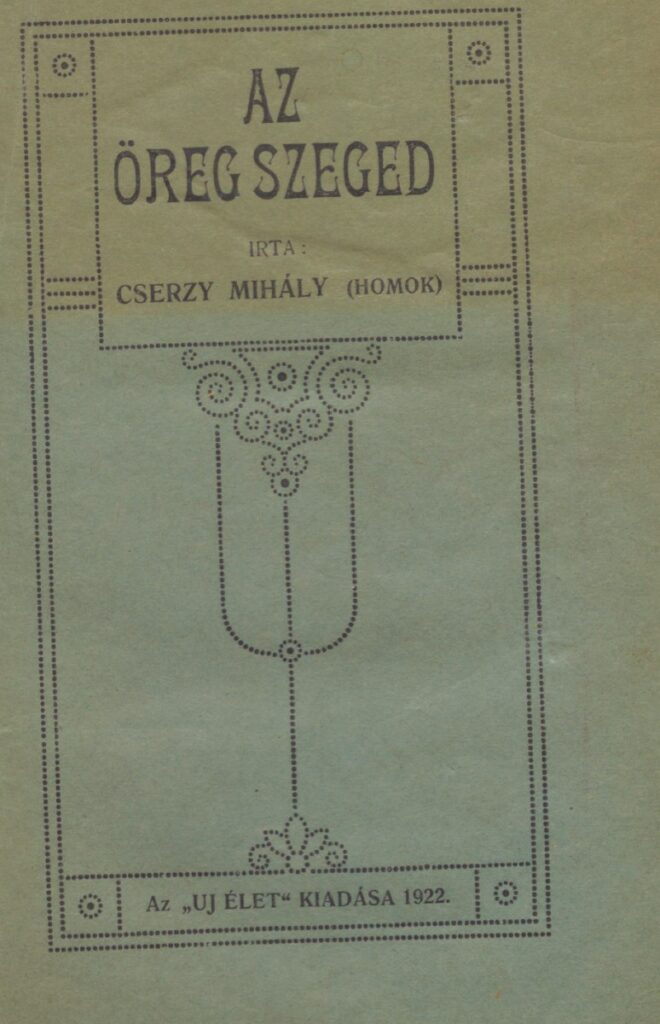 AZ
ÖREG SZEGED
IRTA:
CSERZY MIHÁLY (HOMOK)
Az „UJ ÉLET“ KIADÁSA 1922.